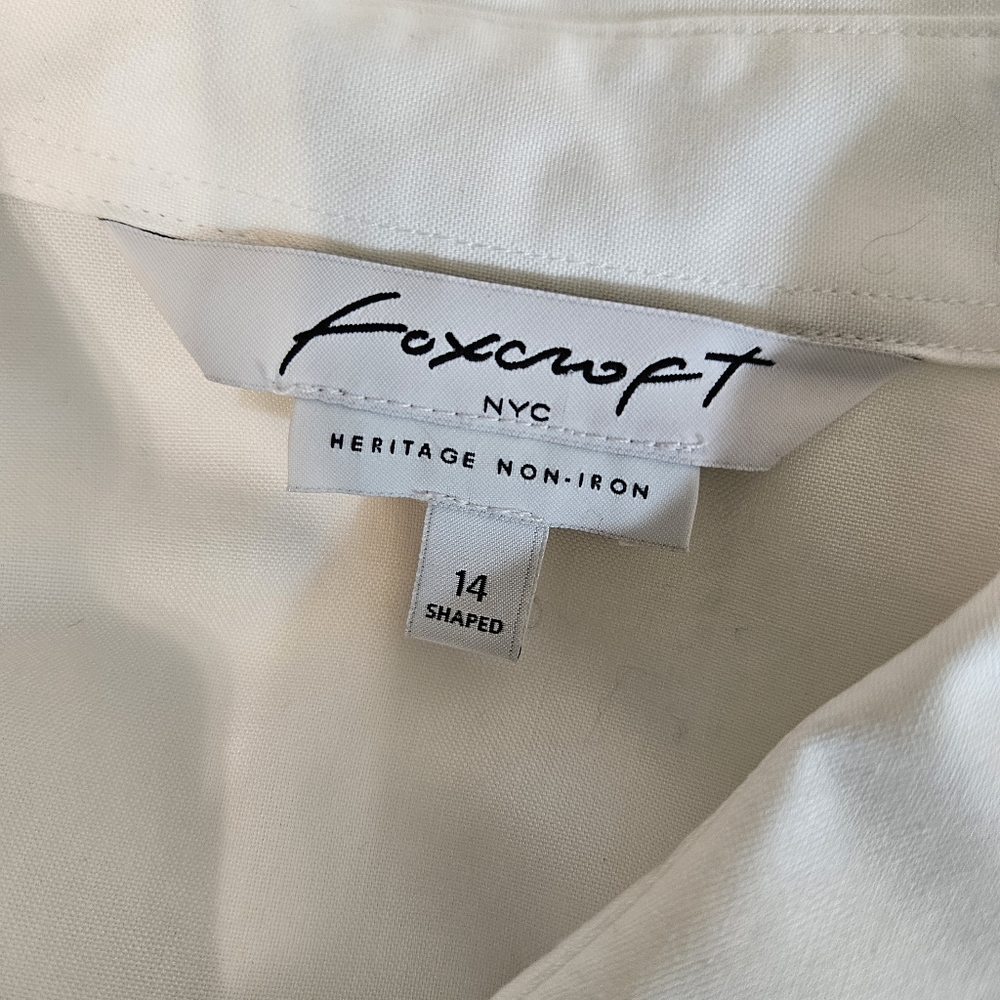 Foxcroft
NYC
HERITAGE NON-IRON
14
SHAPED